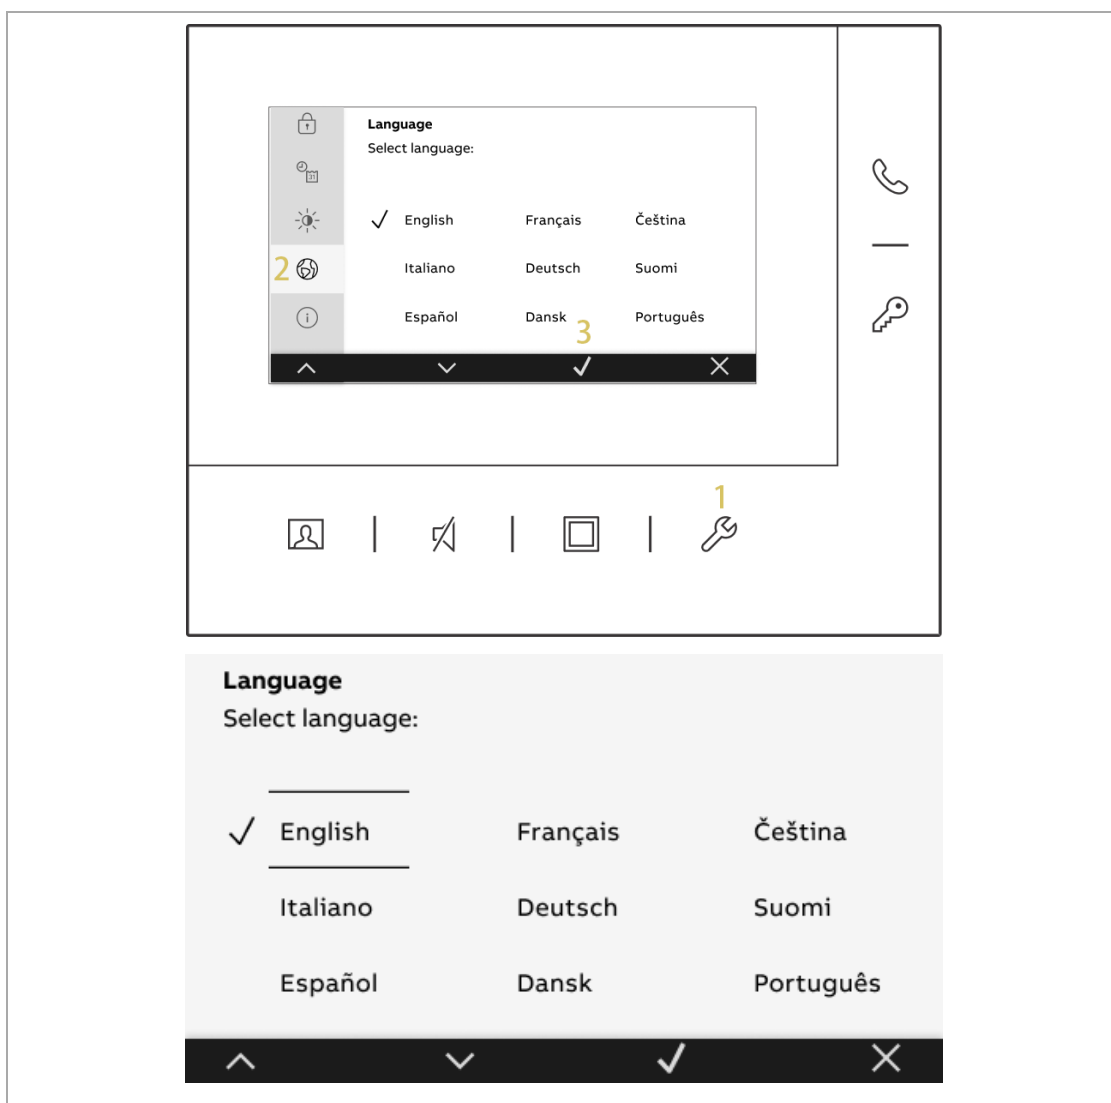 Language
Select language:
31
English Français Čeština
2
Italiano Deutsch Suomi
Español Dansk Português
3
1
Language
Select language:
English Français Čeština
Italiano Deutsch Suomi
Español Dansk Português